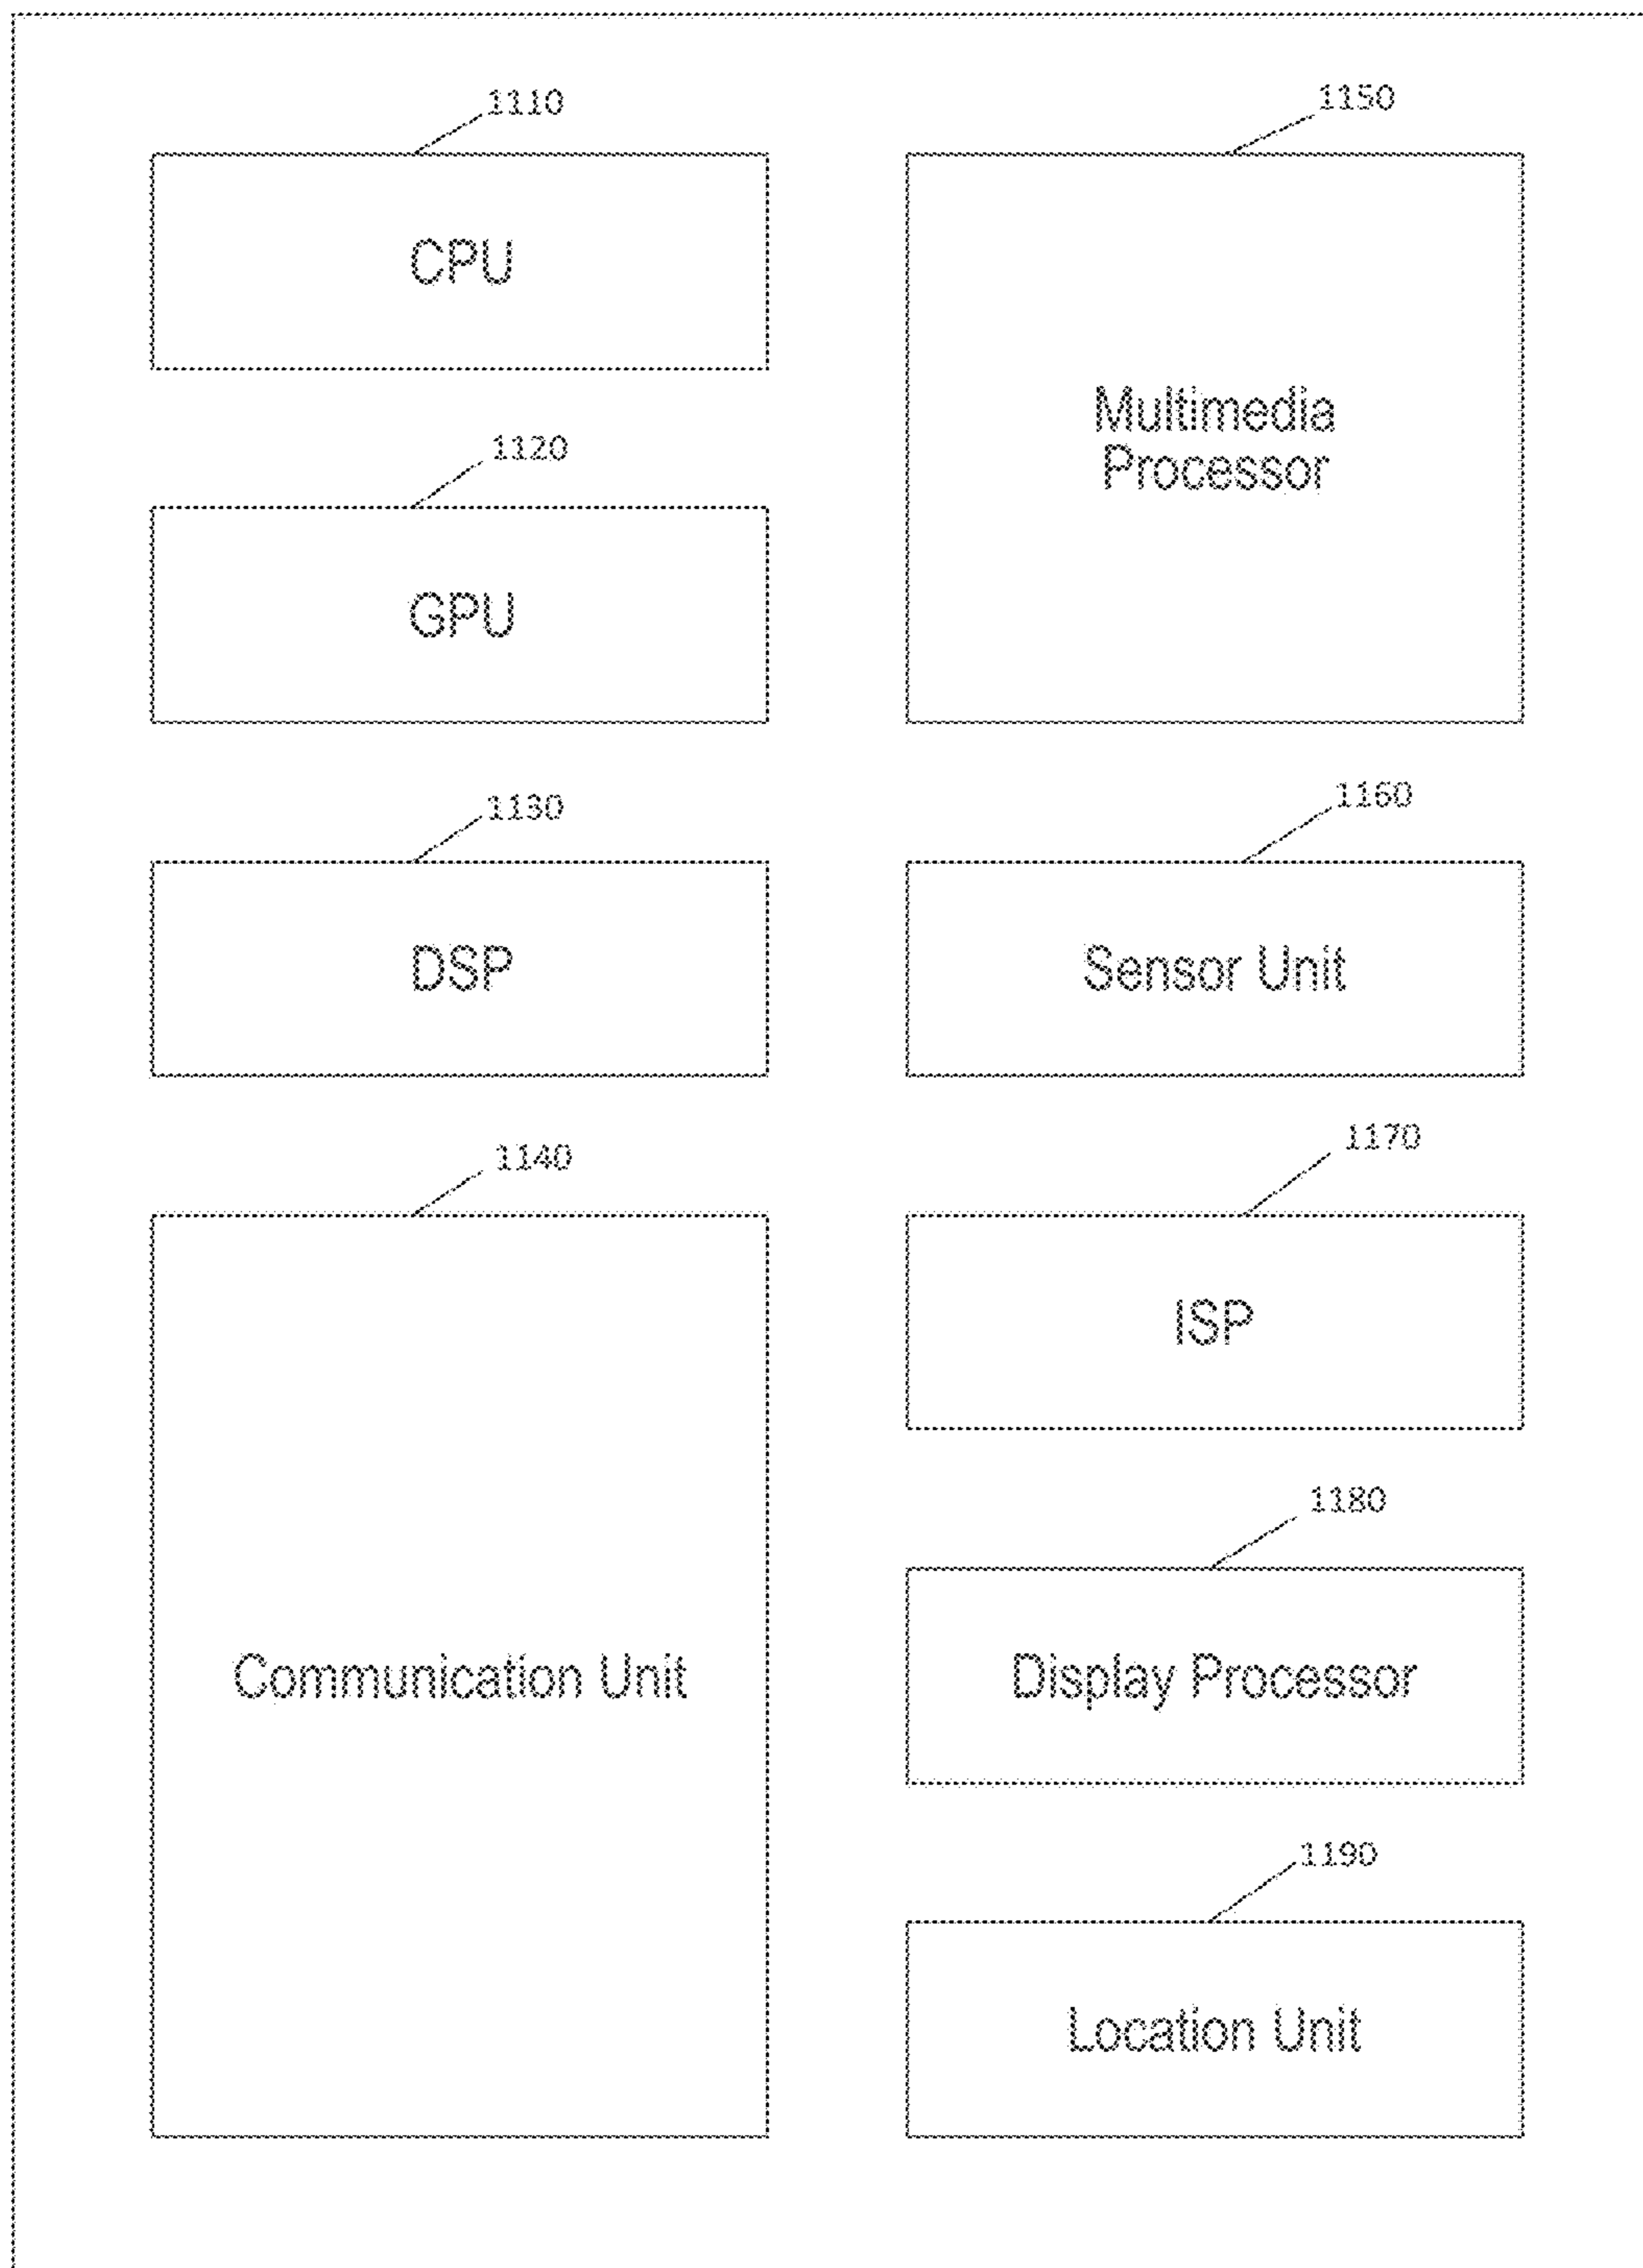 1110
CPU
1120
GPU
1130
DSP
1140
Communication Unit
1150
Multimedia
Processor
1160
Sensor Unit
1170
ISP
1180
Display Processor
1190
Location Unit